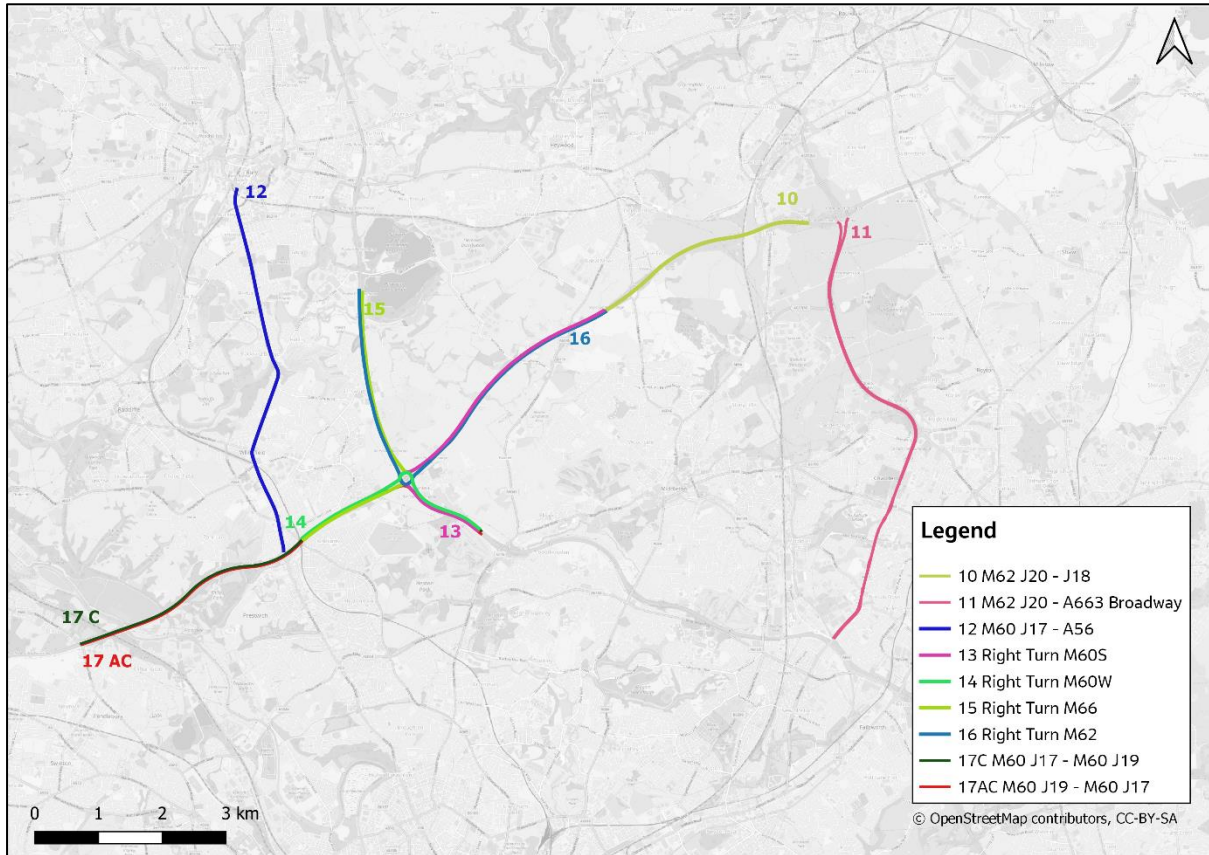 12
10
11
15
16
14
13
17 C
17 AC
Legend
10 M62 J20 - J18
11 M62 J20 - A663 Broadway
12 M60 J17 - A56
13 Right Turn M60S
14 Right Turn M60W
15 Right Turn M66
16 Right Turn M62
17C M60 J17 - M60 J19
17AC M60 J19 - M60 J17
0 1 2 3 km
© OpenStreetMap contributors, CC-BY-SA